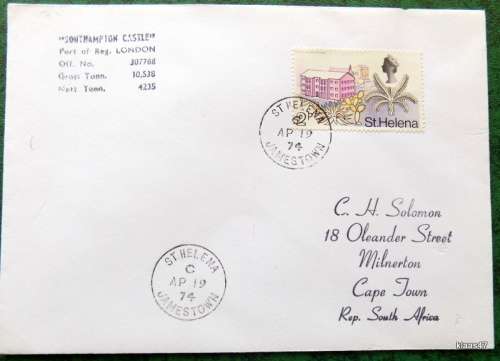 "SOUTHAMPTON CASTLE"
Port of Reg. LONDON
Off. No. 307768
Gross Tonn. 10,538
Nett Tonn. 4235
St. Helena
ST. HELENA
C
AP 19
74
JAMESTOWN
C. H. Solomon
18 Oleander Street
Milnerton
Cape Town
Rep. South Africa
ST. HELENA
C
AP 19
74
JAMESTOWN
klaas47